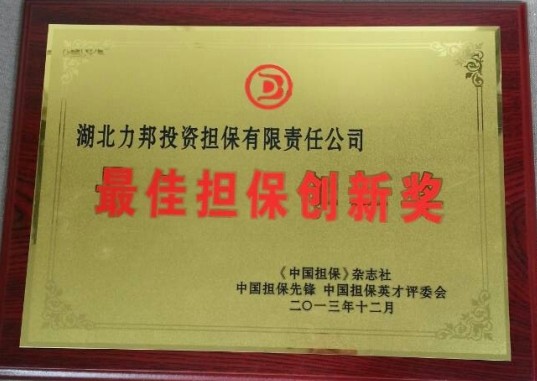 湖北力邦投资担保有限责任公司
最佳担保创新奖
《中国担保》杂志社
中国担保先锋 中国担保英才评委会
二〇一三年十二月